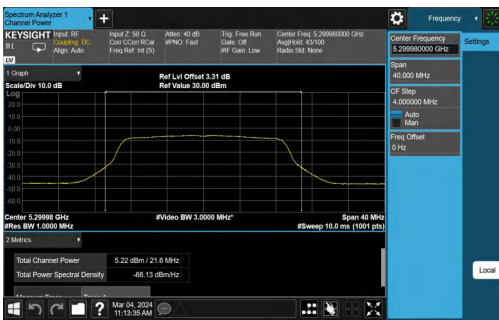 Spectrum Analyzer 1
Channel Power
Frequency
KEYSIGHT
RL
Input: RF
Coupling: DC
Align: Auto
Input Z: 50 Ω
Corr CCorr RCal
Freq Ref: Int (S)
Atten: 40 dB
#PNO: Fast
Trig: Free Run
Gate: Off
#IF Gain: Low
Center Freq: 5.299980000 GHz
Avg|Hold: 43/100
Radio Std: None
1 Graph
Scale/Div 10.0 dB
Ref Lvl Offset 3.31 dB
Ref Value 30.00 dBm
Log
20.0
10.0
0.00
-10.0
-20.0
-30.0
-40.0
-50.0
-60.0
Center 5.29998 GHz
#Res BW 1.0000 MHz
#Video BW 3.0000 MHz*
Span 40 MHz
#Sweep 10.0 ms (1001 pts)
2 Metrics
Total Channel Power 5.22 dBm / 21.6 MHz
Total Power Spectral Density -68.13 dBm/Hz
?
Mar 04, 2024
11:13:35 AM
Center Frequency
5.299980000 GHz
Span
40.000 MHz
CF Step
4.000000 MHz
Auto
Man
Freq Offset
0 Hz
Settings
Local